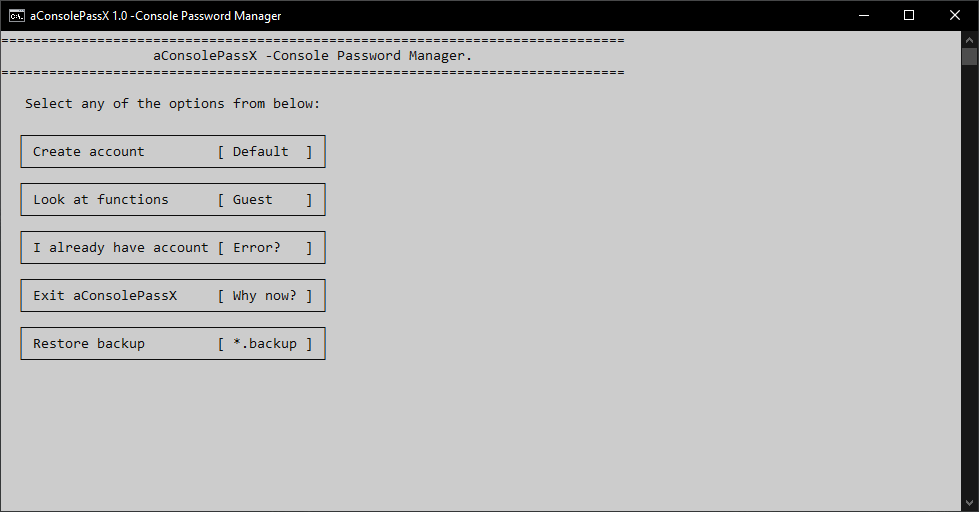 aConsolePassX 1.0 -Console Password Manager
==============================================================================
aConsolePassX -Console Password Manager.
==============================================================================
Select any of the options from below:
Create account [ Default ]
Look at functions [ Guest ]
I already have account [ Error? ]
Exit aConsolePassX [ Why now? ]
Restore backup [ *.backup ]